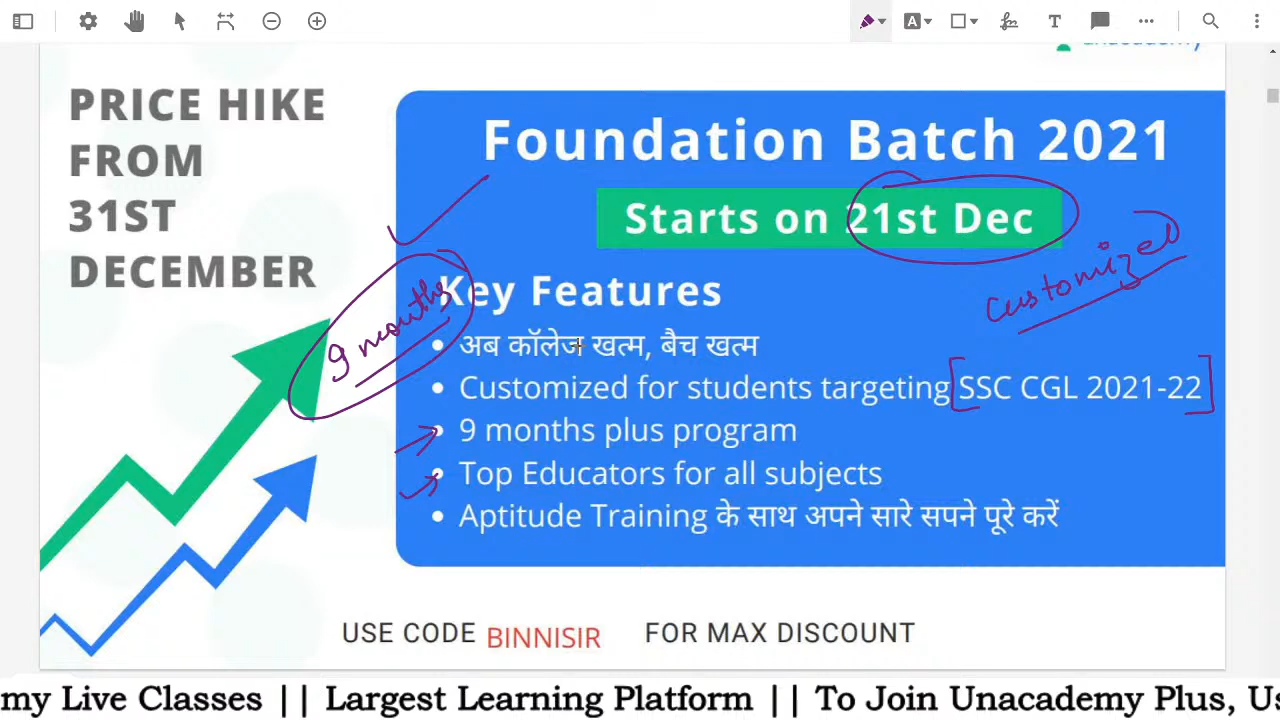 PRICE HIKE
FROM
31ST
DECEMBER
Foundation Batch 2021
Starts on 21st Dec
customized
9 months
Key Features
अब कॉलेज खत्म, बैच खत्म
Customized for students targeting SSC CGL 2021-22
9 months plus program
Top Educators for all subjects
Aptitude Training के साथ अपने सारे सपने पूरे करें
USE CODE BINNISIR FOR MAX DISCOUNT
my Live Classes || Largest Learning Platform || To Join Unacademy Plus, Us